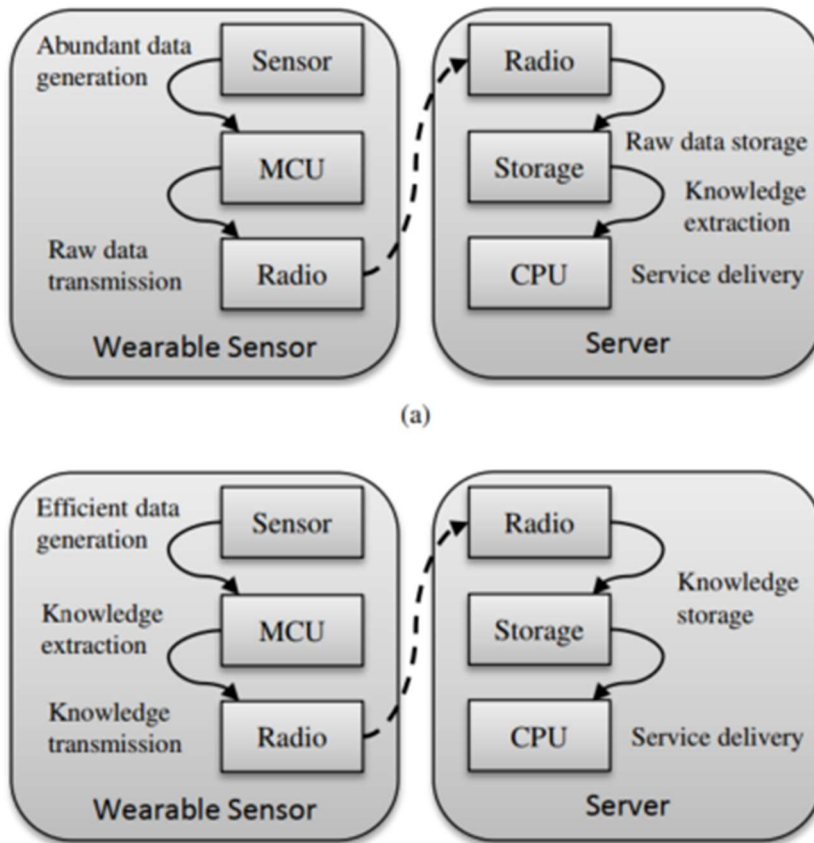 Abundant data
generation
Sensor
MCU
Raw data
transmission
Radio
Wearable Sensor
Radio
Raw data storage
Storage
Knowledge
extraction
CPU
Service delivery
Server
(a)
Efficient data
generation
Sensor
Knowledge
extraction
MCU
Knowledge
transmission
Radio
Wearable Sensor
Radio
Knowledge
storage
Storage
CPU
Service delivery
Server